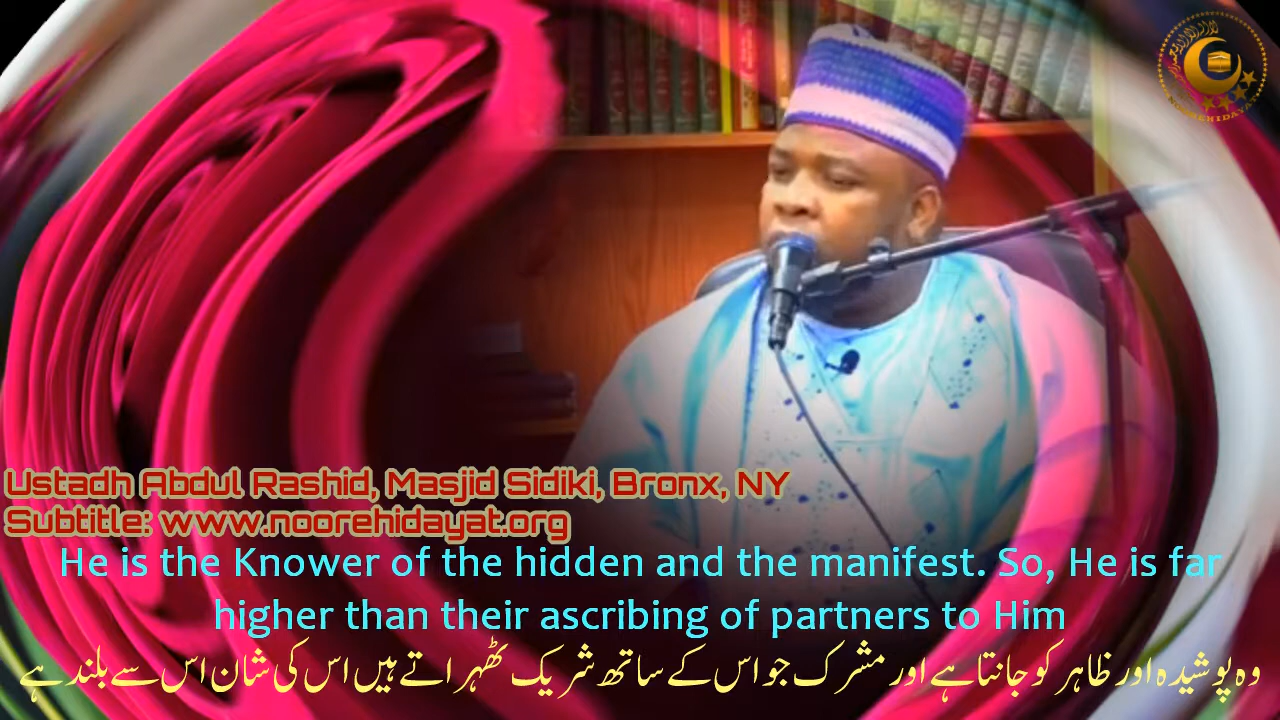 Ustadh Abdul Rashid, Masjid Sidiki, Bronx, NY
Subtitle: www.noorehidayat.org
He is the Knower of the hidden and the manifest. So, He is far
higher than their ascribing of partners to Him
وہ پوشیدہ اور ظاہر کو جانتا ہے اور مشرک جو اس کے ساتھ شریک ٹھہراتے ہیں اس کی شان اس سے بلند ہے